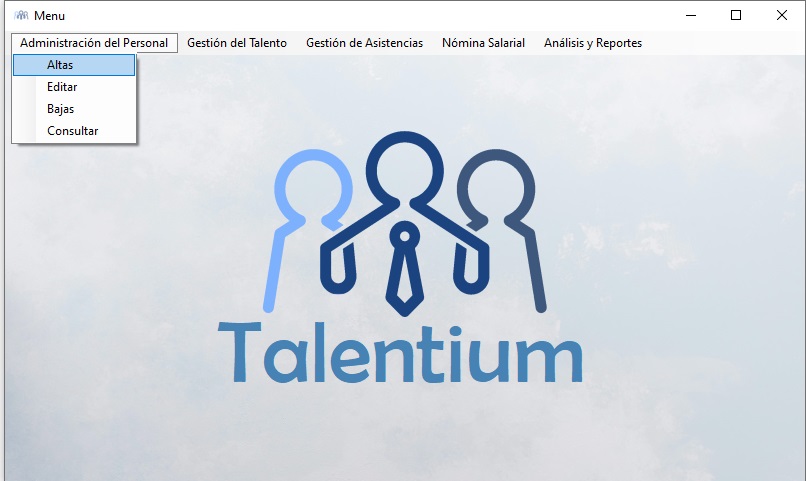 Menu
Administración del Personal Gestión del Talento Gestión de Asistencias Nómina Salarial Análisis y Reportes
Altas
Editar
Bajas
Consultar
Talentium